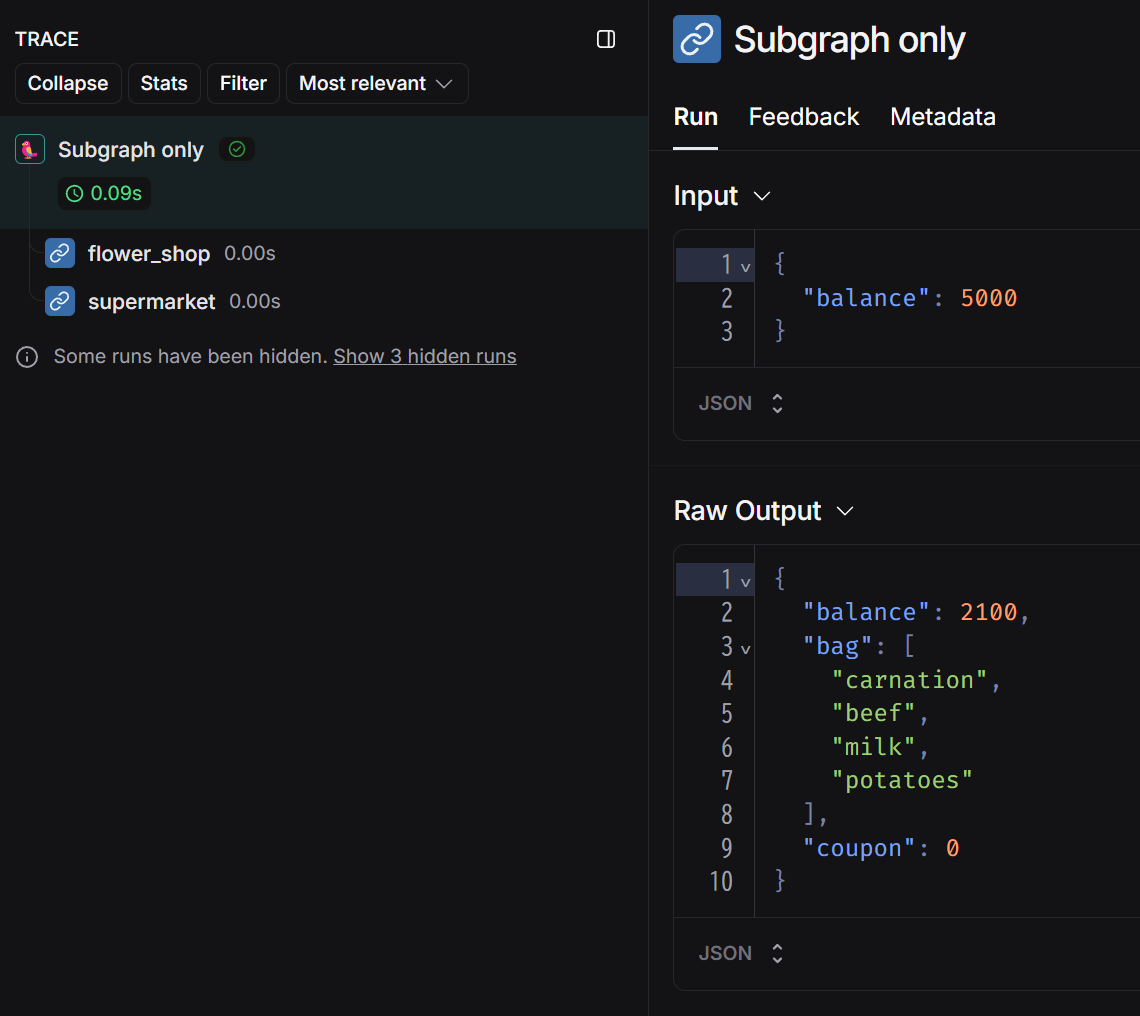 TRACE
Collapse Stats Filter Most relevant
Subgraph only
0.09s
flower_shop 0.00s
supermarket 0.00s
Some runs have been hidden. Show 3 hidden runs
Subgraph only
Run Feedback Metadata
Input
1 {
2 "balance": 5000
3 }
JSON
Raw Output
1 {
2 "balance": 2100,
3 "bag": [
4 "carnation",
5 "beef",
6 "milk",
7 "potatoes"
8 ],
9 "coupon": 0
10 }
JSON